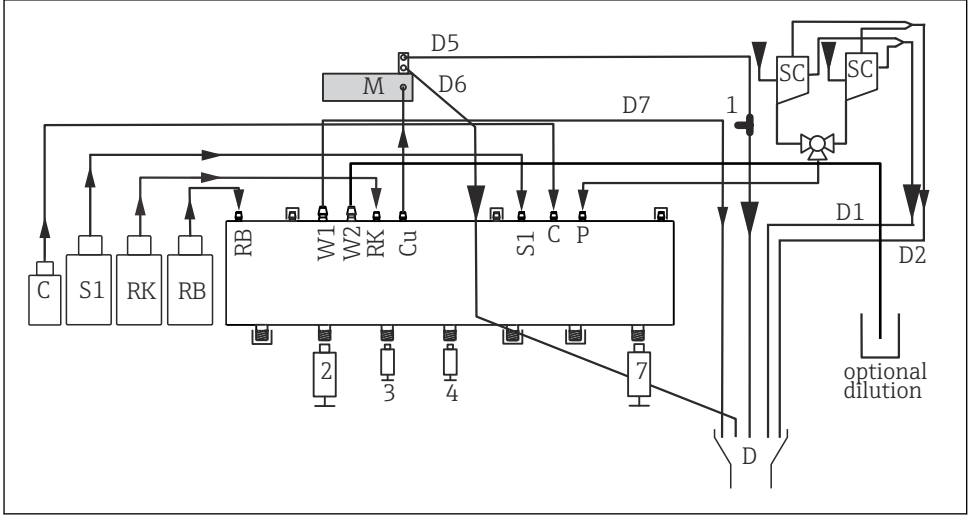 D5
SC
SC
M
D6
D7
1
RB
W1
W2
RK
Cu
S1
C
P
D1
D2
C
S1
RK
RB
2
3
4
7
optional
dilution
D